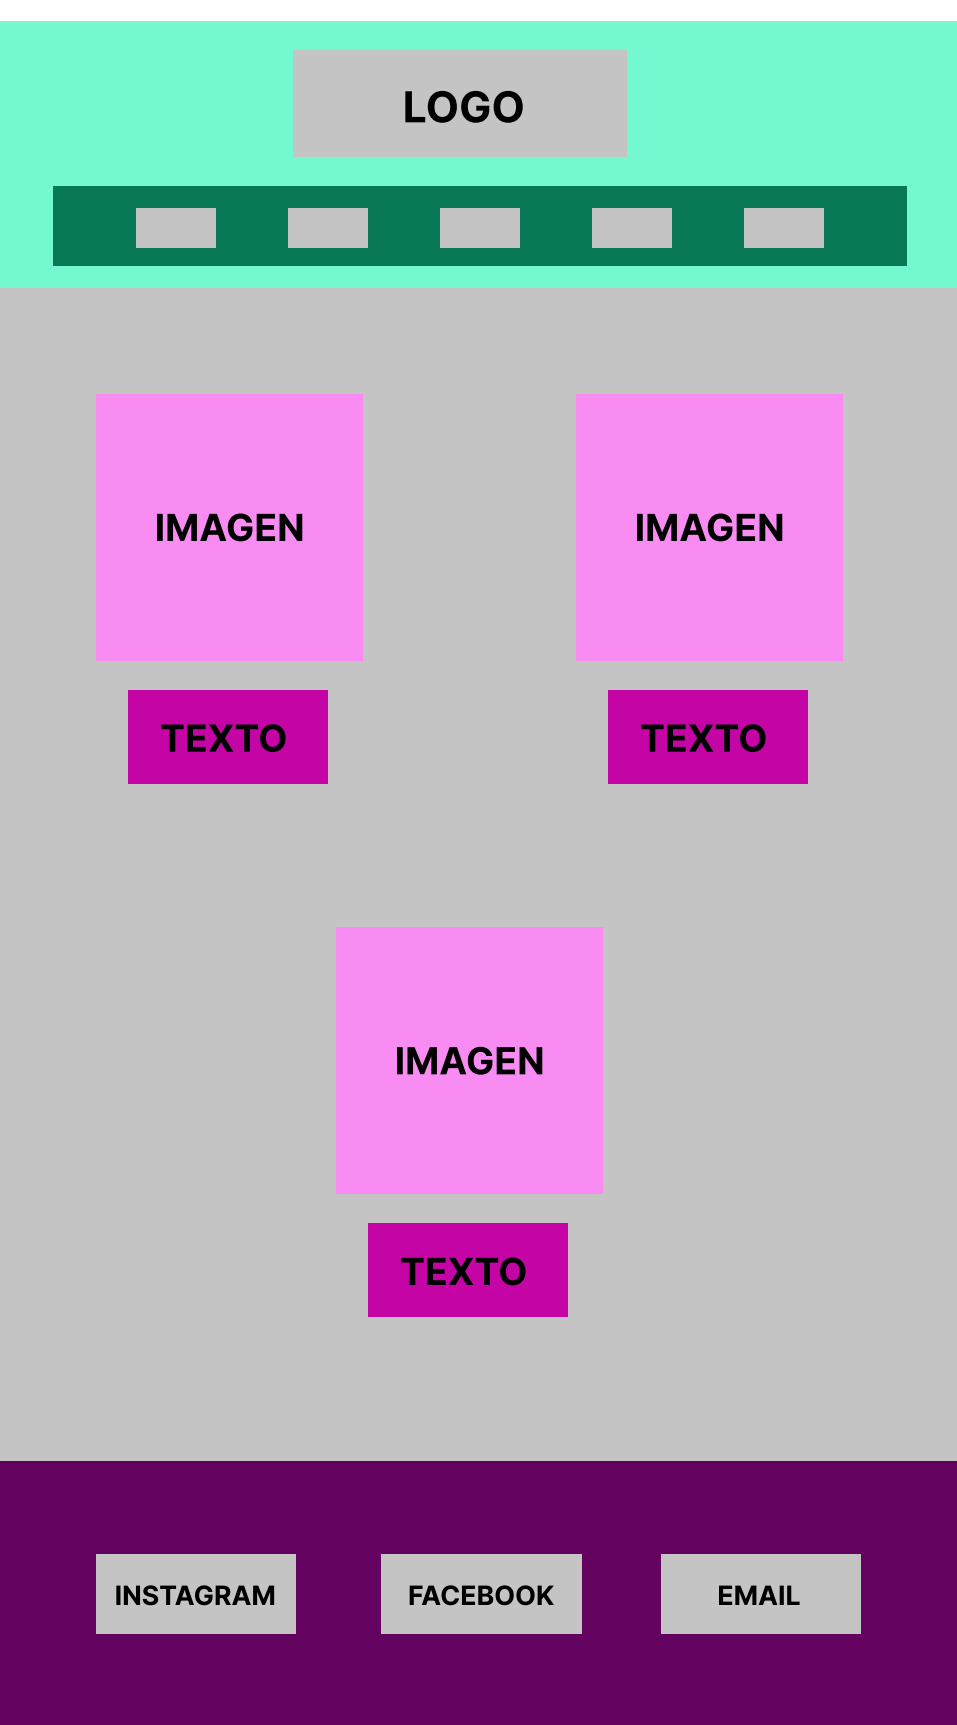 LOGO
IMAGEN
IMAGEN
TEXTO
TEXTO
IMAGEN
TEXTO
INSTAGRAM
FACEBOOK
EMAIL